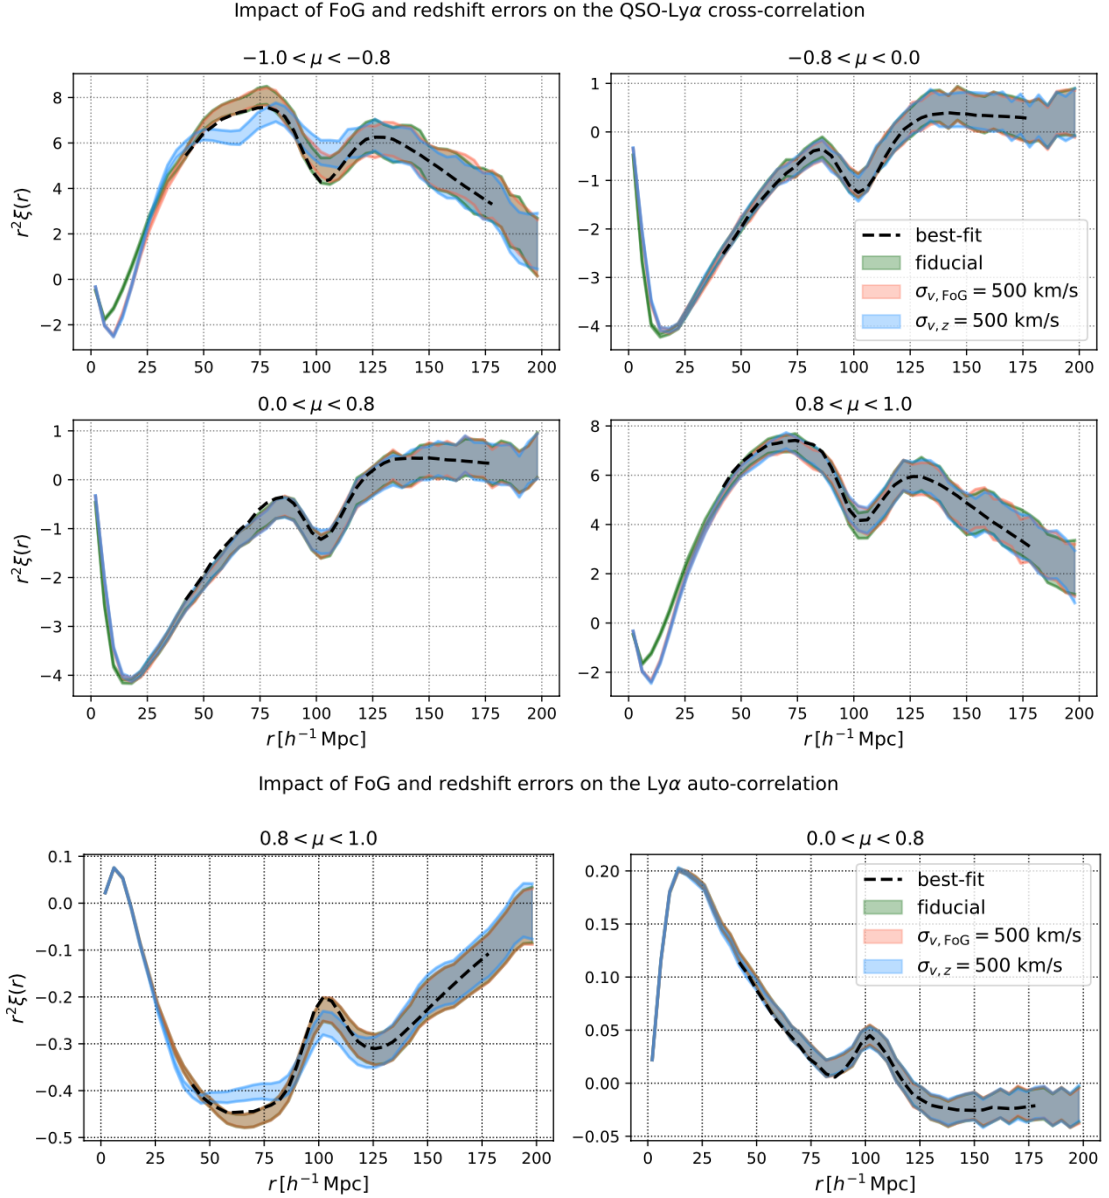 Impact of FoG and redshift errors on the QSO-Lyα cross-correlation
−1.0 < μ < −0.8
−0.8 < μ < 0.0
8
6
4
2
0
−2
r²ξ(r)
0 25 50 75 100 125 150 175 200
1
0
−1
−2
−3
−4
best-fit
fiducial
σv, FoG = 500 km/s
σv, z = 500 km/s
0 25 50 75 100 125 150 175 200
0.0 < μ < 0.8
0.8 < μ < 1.0
1
0
−1
−2
−3
−4
r²ξ(r)
0 25 50 75 100 125 150 175 200
r [h⁻¹ Mpc]
8
6
4
2
0
−2
0 25 50 75 100 125 150 175 200
r [h⁻¹ Mpc]
Impact of FoG and redshift errors on the Lyα auto-correlation
0.8 < μ < 1.0
0.0 < μ < 0.8
0.1
0.0
−0.1
−0.2
−0.3
−0.4
−0.5
r²ξ(r)
0 25 50 75 100 125 150 175 200
r [h⁻¹ Mpc]
0.20
0.15
0.10
0.05
0.00
−0.05
best-fit
fiducial
σv, FoG = 500 km/s
σv, z = 500 km/s
0 25 50 75 100 125 150 175 200
r [h⁻¹ Mpc]